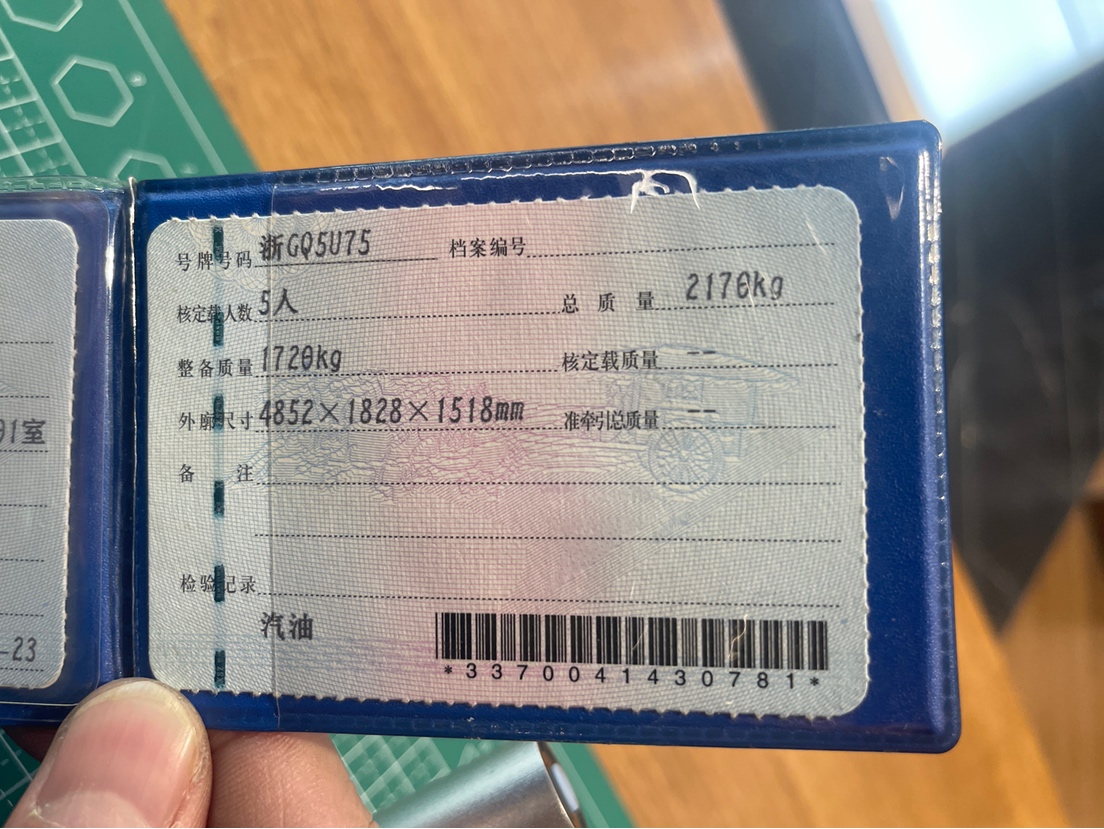 91室
-23
号牌号码 浙GQ5U75 档案编号
核定载人数 5人 总质量 2170kg
整备质量 1720kg 核定载质量 --
外廓尺寸 4852×1828×1518mm 准牵引总质量 --
备注
检验记录
汽油
*3370041430781*